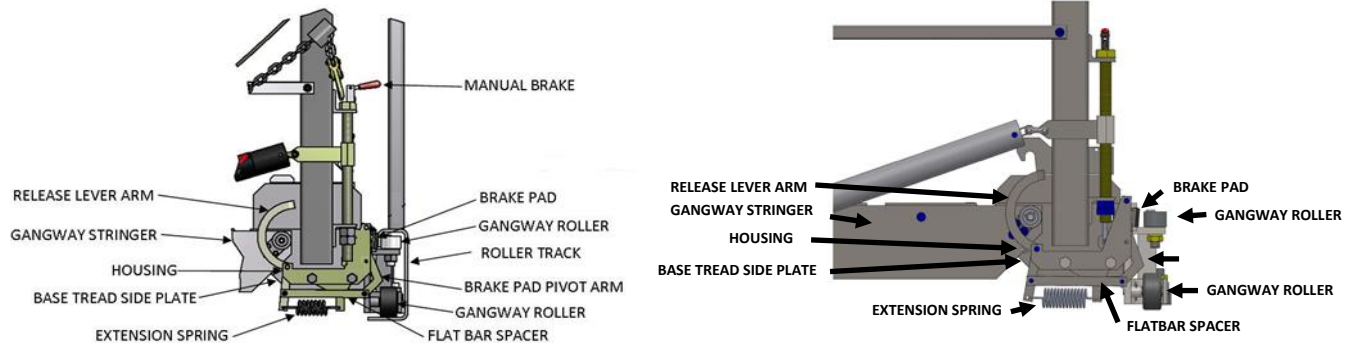 MANUAL BRAKE
RELEASE LEVER ARM
GANGWAY STRINGER
HOUSING
BASE TREAD SIDE PLATE
EXTENSION SPRING
BRAKE PAD
GANGWAY ROLLER
ROLLER TRACK
BRAKE PAD PIVOT ARM
GANGWAY ROLLER
FLAT BAR SPACER
RELEASE LEVER ARM
GANGWAY STRINGER
HOUSING
BASE TREAD SIDE PLATE
EXTENSION SPRING
BRAKE PAD
GANGWAY ROLLER
GANGWAY ROLLER
FLATBAR SPACER